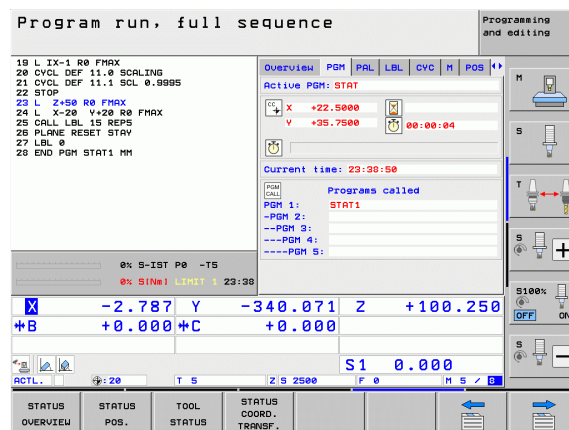 Program run, full sequence
Programming
and editing
19 L IX-1 R0 FMAX
20 CYCL DEF 11.0 SCALING
21 CYCL DEF 11.1 SCL 0.9995
22 STOP
23 L Z+50 R0 FMAX
24 L X-20 Y+20 R0 FMAX
25 CALL LBL 15 REP5
26 PLANE RESET STAY
27 LBL 0
28 END PGM STAT1 MM
0% S-IST P0 -T5
0% S[Nm] LIMIT 1 23:38
Overview PGM PAL LBL CYC M POS
Active PGM: STAT
CC X +22.5000
Y +35.7500 00:00:04
Current time: 23:38:50
PGM CALL Programs called
PGM 1: STAT1
-PGM 2:
--PGM 3:
---PGM 4:
----PGM 5:
X -2.787 Y -340.071 Z +100.250
B +0.000 C +0.000
S1 0.000
ACTL. :20 T 5 Z S 2500 F 0 M 5 / 8
M
S
T
S
S100%
OFF ON
S
STATUS OVERVIEW
STATUS POS.
TOOL STATUS
STATUS COORD. TRANSF.